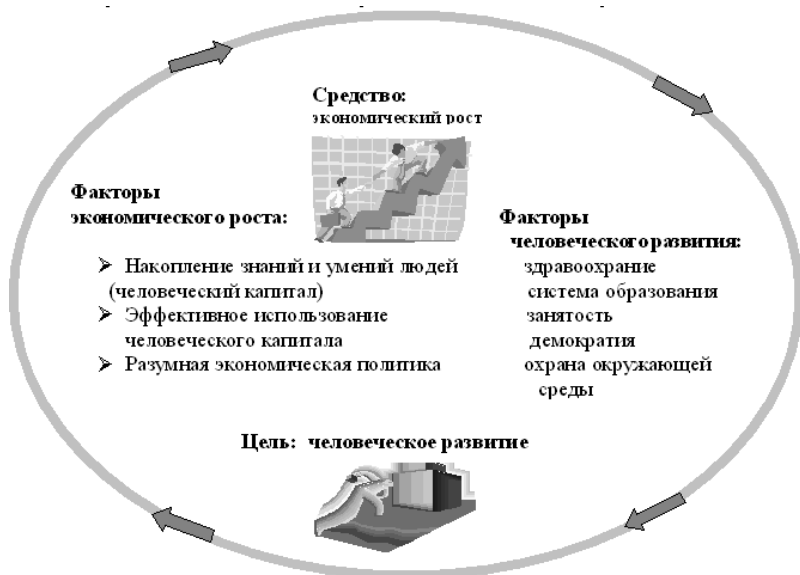 Средство:
экономический рост
Факторы
экономического роста:
➤ Накопление знаний и умений людей
(человеческий капитал)
➤ Эффективное использование
человеческого капитала
➤ Разумная экономическая политика
Факторы
человеческого развития:
здравоохрание
система образования
занятость
демократия
охрана окружающей
среды
Цель: человеческое развитие